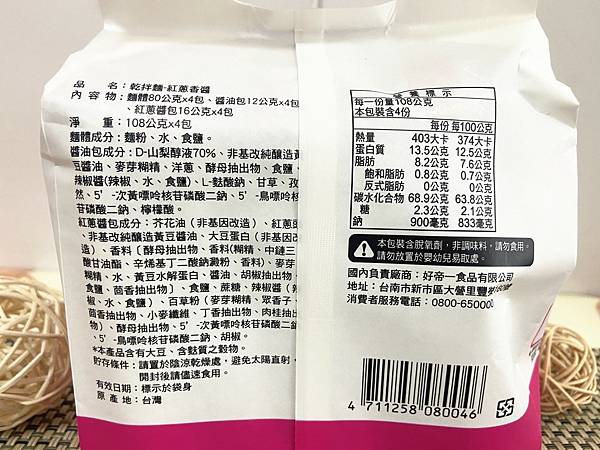 品　　名：乾拌麵-紅蔥香醬
內 容 物：麵體80公克x4包、醬油包12公克x4包
、紅蔥包16公克x4包
淨　　重：108公克x4包
麵體成分：麵粉、水、食鹽。
醬油包成分：D-山梨醇液70%、非基改純釀造黃
豆醬油、麥芽糊精、洋蔥、酵母抽出物、食鹽、
辣椒醬(辣椒、水、食鹽)、L-麩酸鈉、甘草、孜
然、5'-次黃嘌呤核苷磷酸二鈉、5'-鳥嘌呤核
苷磷酸二鈉、檸檬酸。
紅蔥醬包成分：芥花油（非基因改造）、紅蔥頭
、非基改純釀造黃豆醬油、大豆蛋白（非基因改
造）、香料〔酵母抽出物、香料(糊精、中鏈三
酸甘油酯、辛烯基丁二酸鈉澱粉、香料)、麥芽
糊精、水、黃豆水解蛋白、醬油、胡椒抽出物、
食鹽、茴香抽出物〕、食鹽、蔗糖、辣椒醬（辣
椒、水、食鹽）、百草粉（麥芽糊精、眾香子、
茴香抽出物、小麥纖維、丁香抽出物、肉桂抽出
物）、酵母抽出物、5'-次黃嘌呤核苷磷酸二鈉
、5'-鳥嘌呤核苷磷酸二鈉、胡椒。
*本產品含有大豆、含麩質之穀物。
貯存條件：請置於陰涼乾燥處，避免太陽直射，
開封後請儘速食用。
有效日期：標示於袋身
原 產 地：台灣
營 養 標 示
每一份量108公克
本包裝含4份
每份 每100公克
熱量 403大卡 374大卡
蛋白質 13.5公克 12.5公克
脂肪 8.2公克 7.6公克
飽和脂肪 0.8公克 0.7公克
反式脂肪 0公克 0公克
碳水化合物 68.9公克 63.8公克
糖 2.3公克 2.1公克
鈉 900毫克 833毫克
本包裝含脫氧劑，非調味料，請勿食用。
請勿放置於嬰幼兒易取處。
國內負責廠商：好帝一食品有限公司
地址：台南市新市區大營里豐
消費者服務電話：0800-65000
4 711258 080046